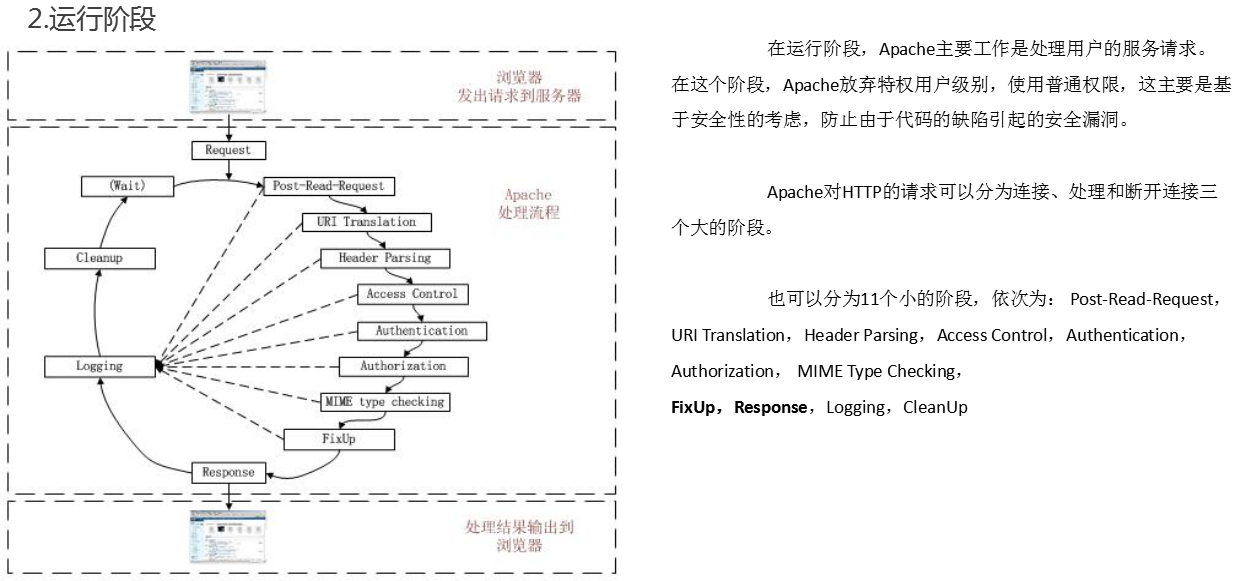 2.运行阶段
浏览器
发出请求到服务器
Request
(Wait)
Post-Read-Request
Apache
处理流程
URI Translation
Cleanup
Header Parsing
Access Control
Authentication
Logging
Authorization
MIME type checking
FixUp
Response
处理结果输出到
浏览器
在运行阶段，Apache主要工作是处理用户的服务请求。
在这个阶段，Apache放弃特权用户级别，使用普通权限，这主要是基
于安全性的考虑，防止由于代码的缺陷引起的安全漏洞。
Apache对HTTP的请求可以分为连接、处理和断开连接三
个大的阶段。
也可以分为11个小的阶段，依次为： Post-Read-Request，
URI Translation，Header Parsing，Access Control，Authentication，
Authorization， MIME Type Checking，
FixUp，Response，Logging，CleanUp